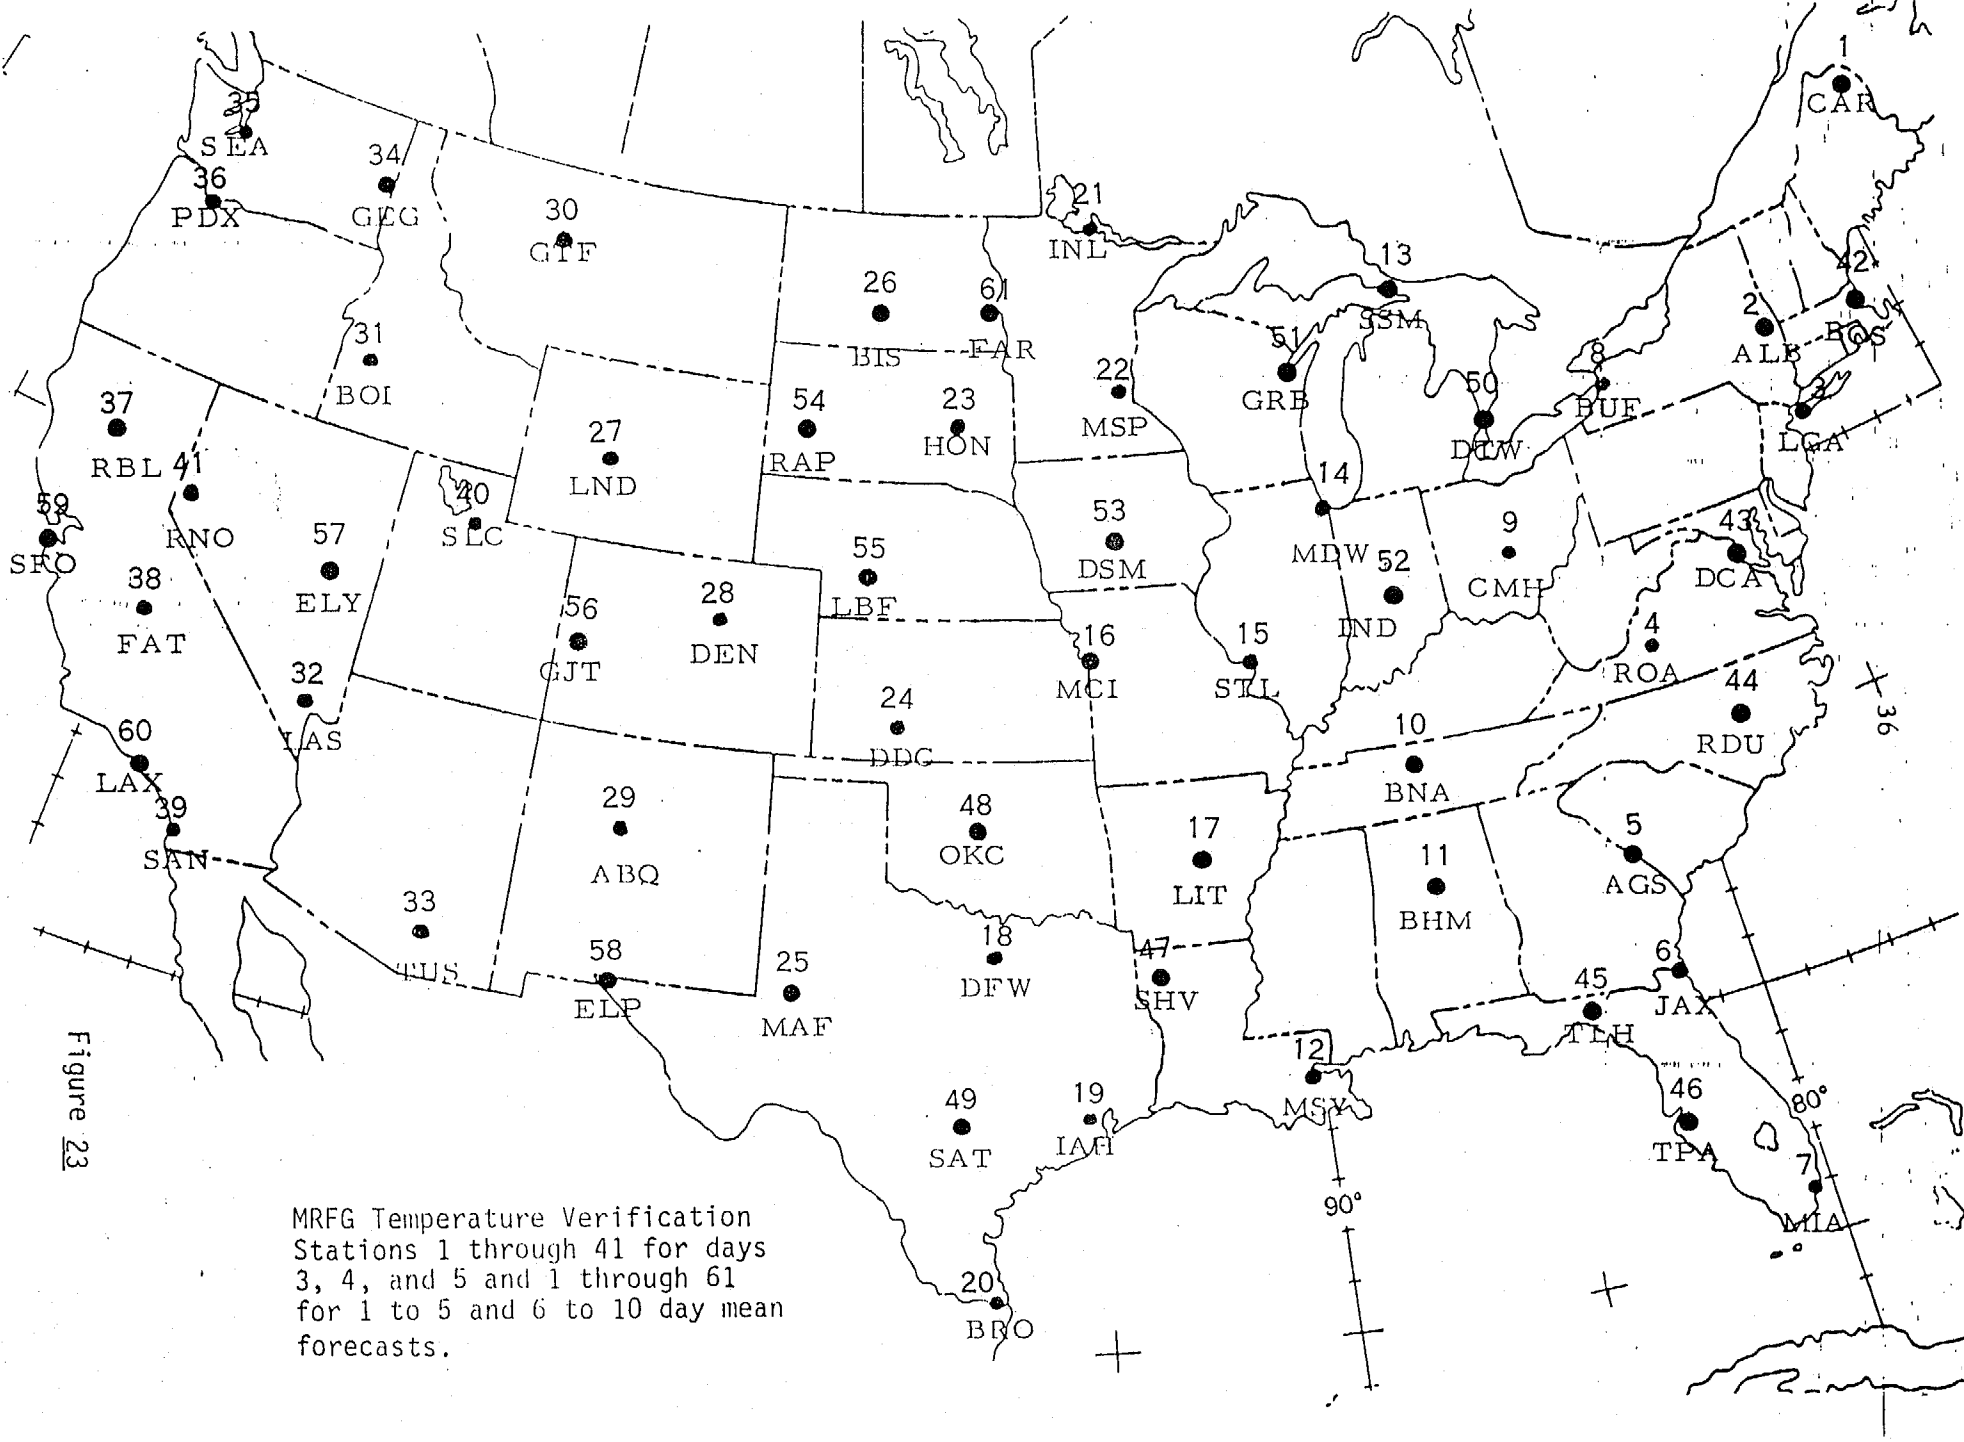 1
CAR
35
SEA
34
GEG
36
PDX
30
GTF
21
INL
13
SSM
42
BOS
2
ALB
26
BIS
61
FAR
31
BOI
51
GRB
8
BUF
3
LGA
22
MSP
50
DTW
37
RBL
54
RAP
23
HON
27
LND
41
RNO
40
SLC
14
MDW
59
SFO
57
ELY
53
DSM
9
CMH
43
DCA
38
FAT
55
LBF
52
IND
56
GJT
28
DEN
16
MCI
15
STL
4
ROA
32
LAS
24
DDC
44
RDU
36
60
LAX
10
BNA
39
SAN
29
ABQ
48
OKC
17
LIT
5
AGS
11
BHM
33
TUS
58
ELP
25
MAF
18
DFW
47
SHV
6
JAX
45
TLH
12
MSY
46
TPA
80°
49
SAT
19
IAH
7
MIA
90°
20
BRO
Figure 23
MRFG Temperature Verification
Stations 1 through 41 for days
3, 4, and 5 and 1 through 61
for 1 to 5 and 6 to 10 day mean
forecasts.